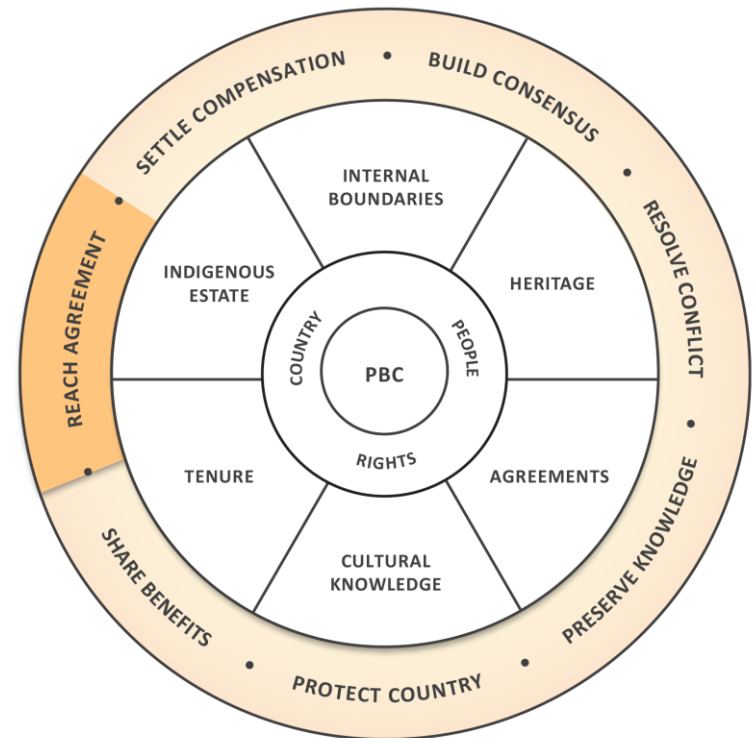 SETTLE COMPENSATION
BUILD CONSENSUS
RESOLVE CONFLICT
PRESERVE KNOWLEDGE
PROTECT COUNTRY
SHARE BENEFITS
REACH AGREEMENT
INTERNAL
BOUNDARIES
HERITAGE
AGREEMENTS
CULTURAL
KNOWLEDGE
TENURE
INDIGENOUS
ESTATE
COUNTRY
PEOPLE
RIGHTS
PBC